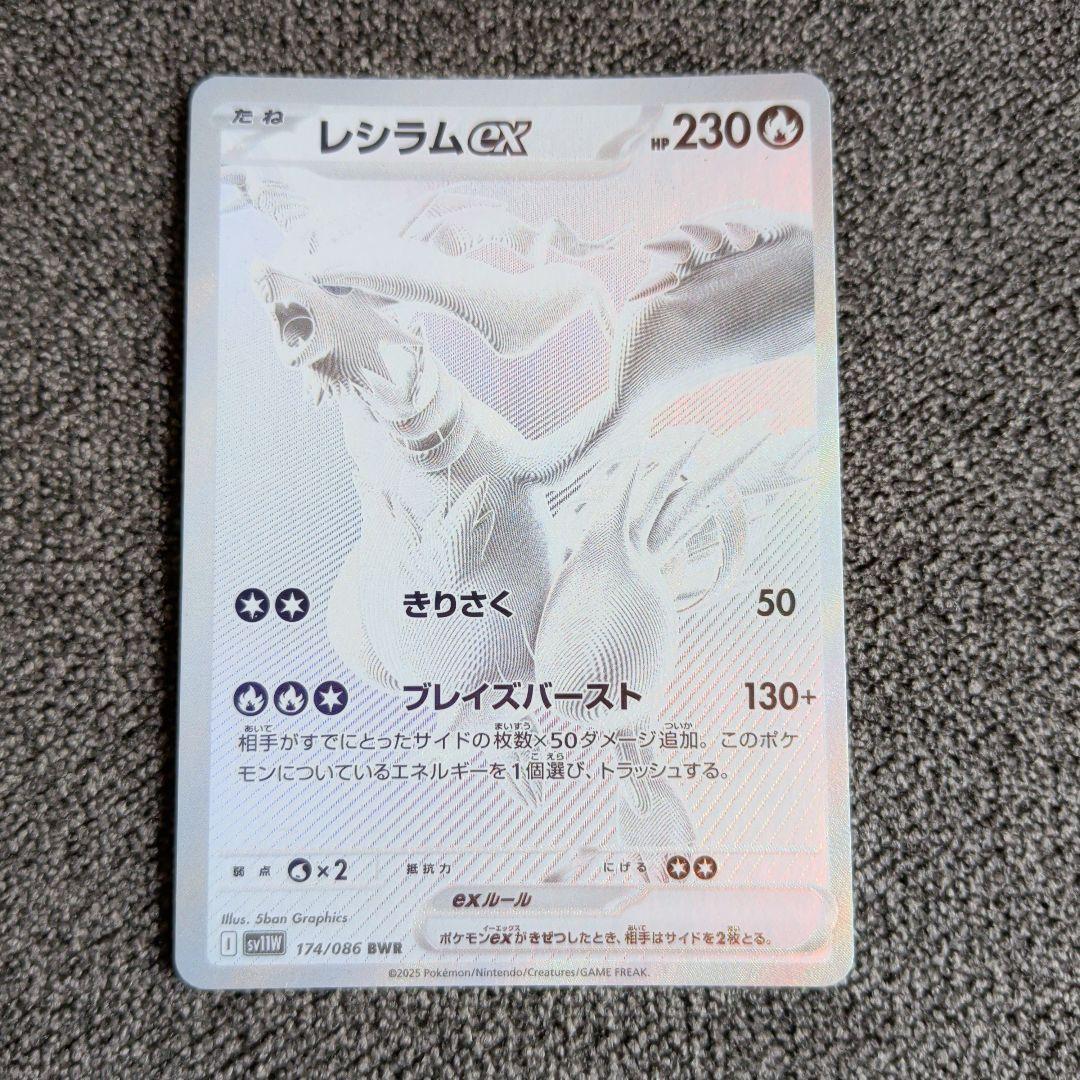 たね レシラムex HP 230
きりさく 50
ブレイズバースト 130+
相手がすでにとったサイドの枚数×50ダメージ追加。このポケ
モンについているエネルギーを1個選び、トラッシュする。
弱点 ×2 抵抗力 にげる
exルール
ポケモンexがきぜつしたとき、相手はサイドを2枚とる。
Illus. 5ban Graphics
I sv11W 174/086 BWR
©2025 Pokémon/Nintendo/Creatures/GAME FREAK.